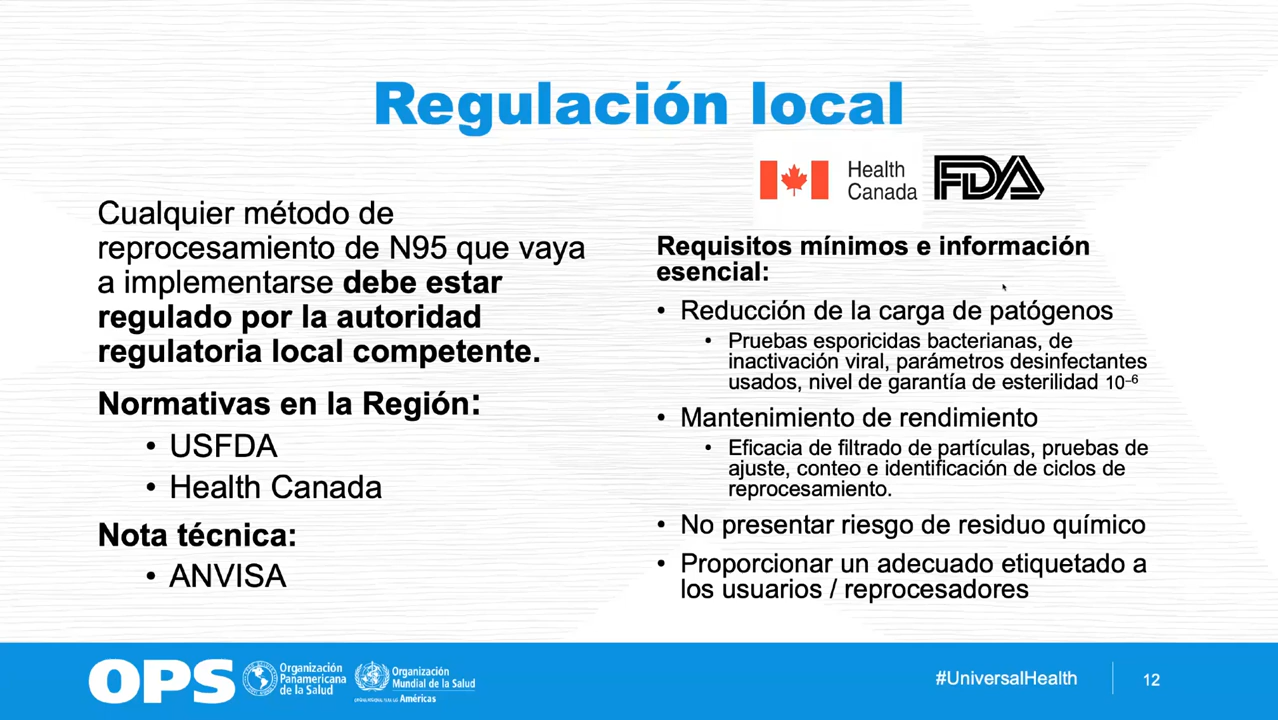 Regulación local
Health
Canada
FDA
Cualquier método de
reprocesamiento de N95 que vaya
a implementarse debe estar
regulado por la autoridad
regulatoria local competente.
Normativas en la Región:
• USFDA
• Health Canada
Nota técnica:
• ANVISA
Requisitos mínimos e información
esencial:
• Reducción de la carga de patógenos
• Pruebas esporicidas bacterianas, de
inactivación viral, parámetros desinfectantes
usados, nivel de garantía de esterilidad 10⁻⁶
• Mantenimiento de rendimiento
• Eficacia de filtrado de partículas, pruebas de
ajuste, conteo e identificación de ciclos de
reprocesamiento.
• No presentar riesgo de residuo químico
• Proporcionar un adecuado etiquetado a
los usuarios / reprocesadores
OPS
Organización
Panamericana
de la Salud
Organización
Mundial de la Salud
Américas
#UniversalHealth
12